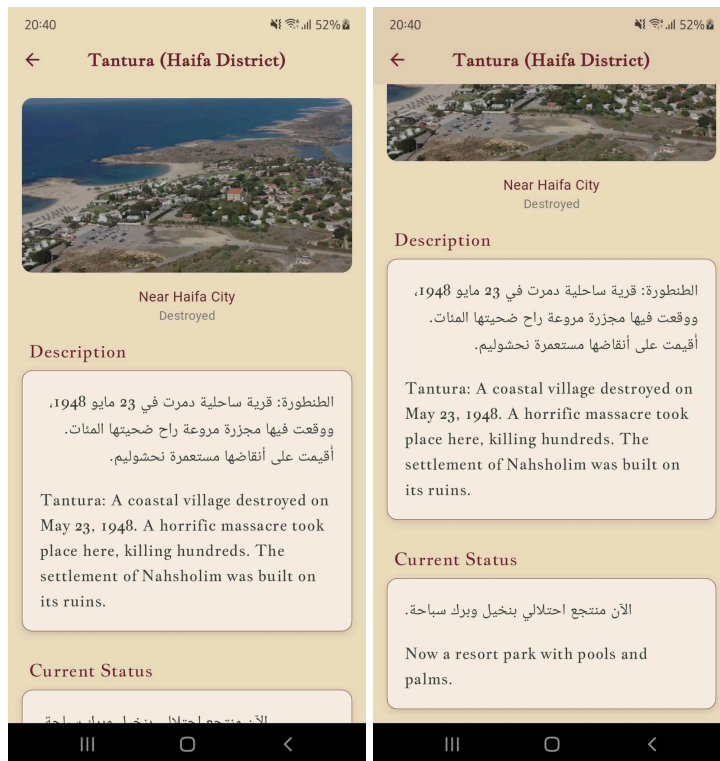 20:40
52%
Tantura (Haifa District)
Near Haifa City
Destroyed
Description
الطنطورة: قرية ساحلية دمرت في 23 مايو 1948،
ووقعت فيها مجزرة مروعة راح ضحيتها المئات.
أقيمت على أنقاضها مستعمرة نحشوليم.
Tantura: A coastal village destroyed on
May 23, 1948. A horrific massacre took
place here, killing hundreds. The
settlement of Nahsholim was built on
its ruins.
Current Status
الآن منتجع احتلالي بنخيل وبرك سباحة.
20:40
52%
Tantura (Haifa District)
Near Haifa City
Destroyed
Description
الطنطورة: قرية ساحلية دمرت في 23 مايو 1948،
ووقعت فيها مجزرة مروعة راح ضحيتها المئات.
أقيمت على أنقاضها مستعمرة نحشوليم.
Tantura: A coastal village destroyed on
May 23, 1948. A horrific massacre took
place here, killing hundreds. The
settlement of Nahsholim was built on
its ruins.
Current Status
الآن منتجع احتلالي بنخيل وبرك سباحة.
Now a resort park with pools and
palms.